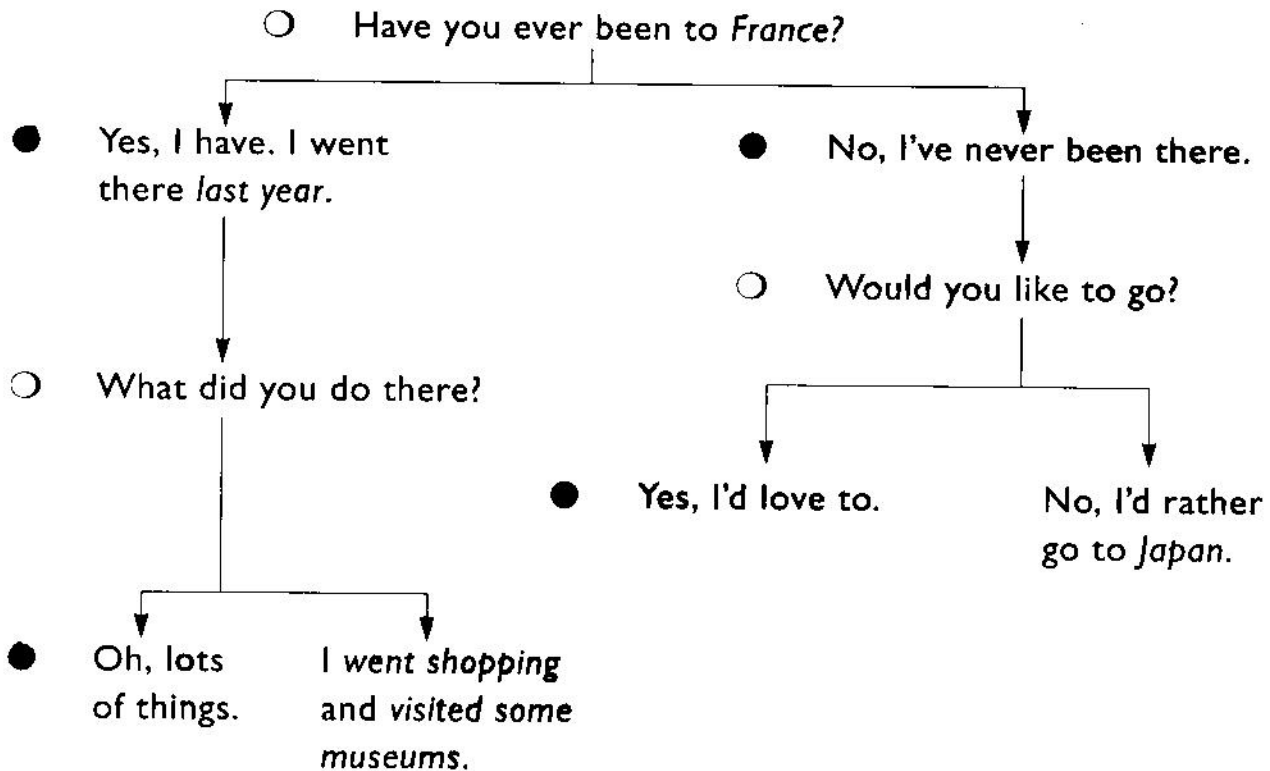 Have you ever been to France?
Yes, I have. I went
there last year.
No, I've never been there.
Would you like to go?
What did you do there?
Yes, I'd love to.
No, I'd rather
go to Japan.
Oh, lots
of things.
I went shopping
and visited some
museums.